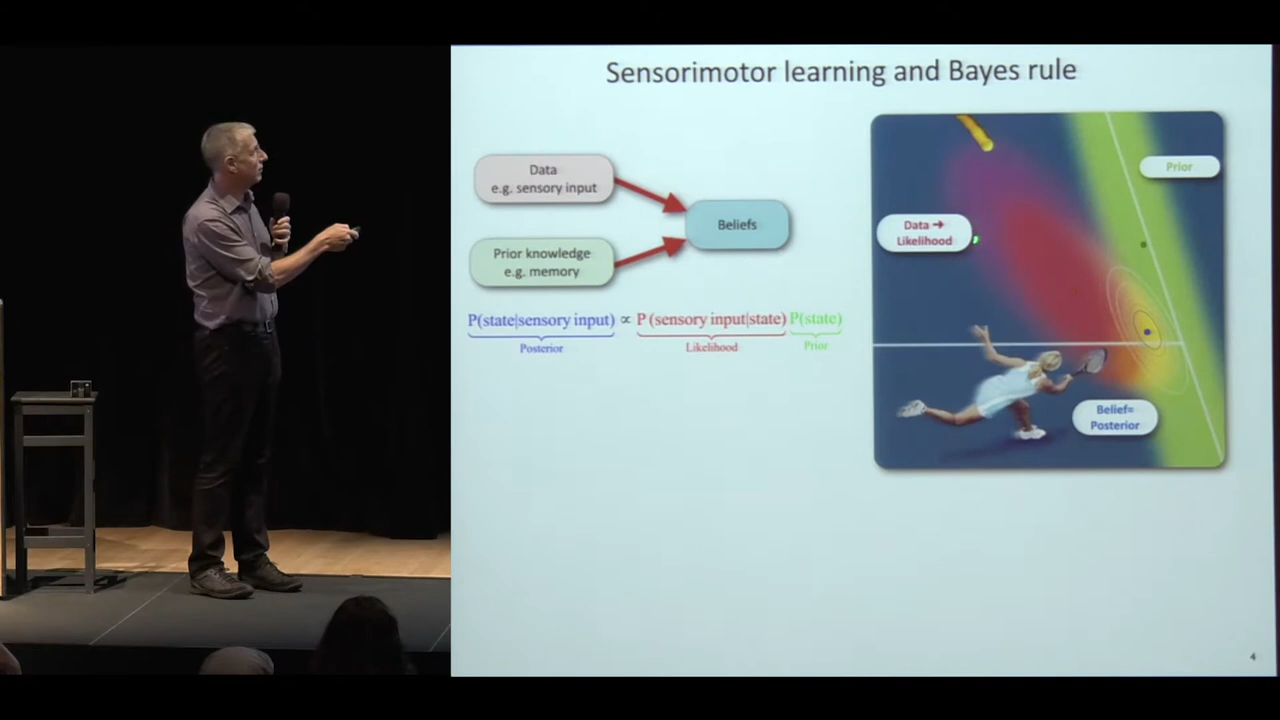 Sensorimotor learning and Bayes rule
Data
e.g. sensory input
Prior knowledge
e.g. memory
Beliefs
P(state|sensory input) ∝ P (sensory input|state) P(state)
Posterior
Likelihood
Prior
Prior
Data ➔
Likelihood
Belief=
Posterior
4